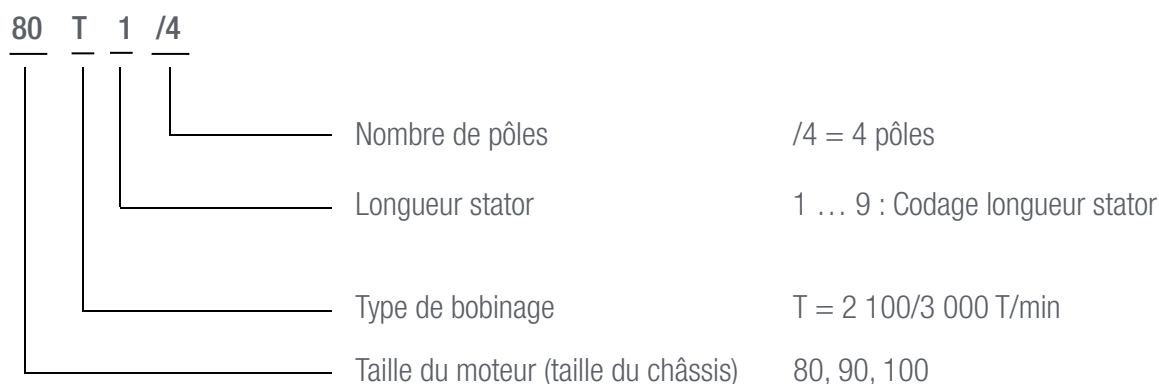 80 T 1 /4
Nombre de pôles /4 = 4 pôles
Longueur stator 1 … 9 : Codage longueur stator
Type de bobinage T = 2 100/3 000 T/min
Taille du moteur (taille du châssis) 80, 90, 100